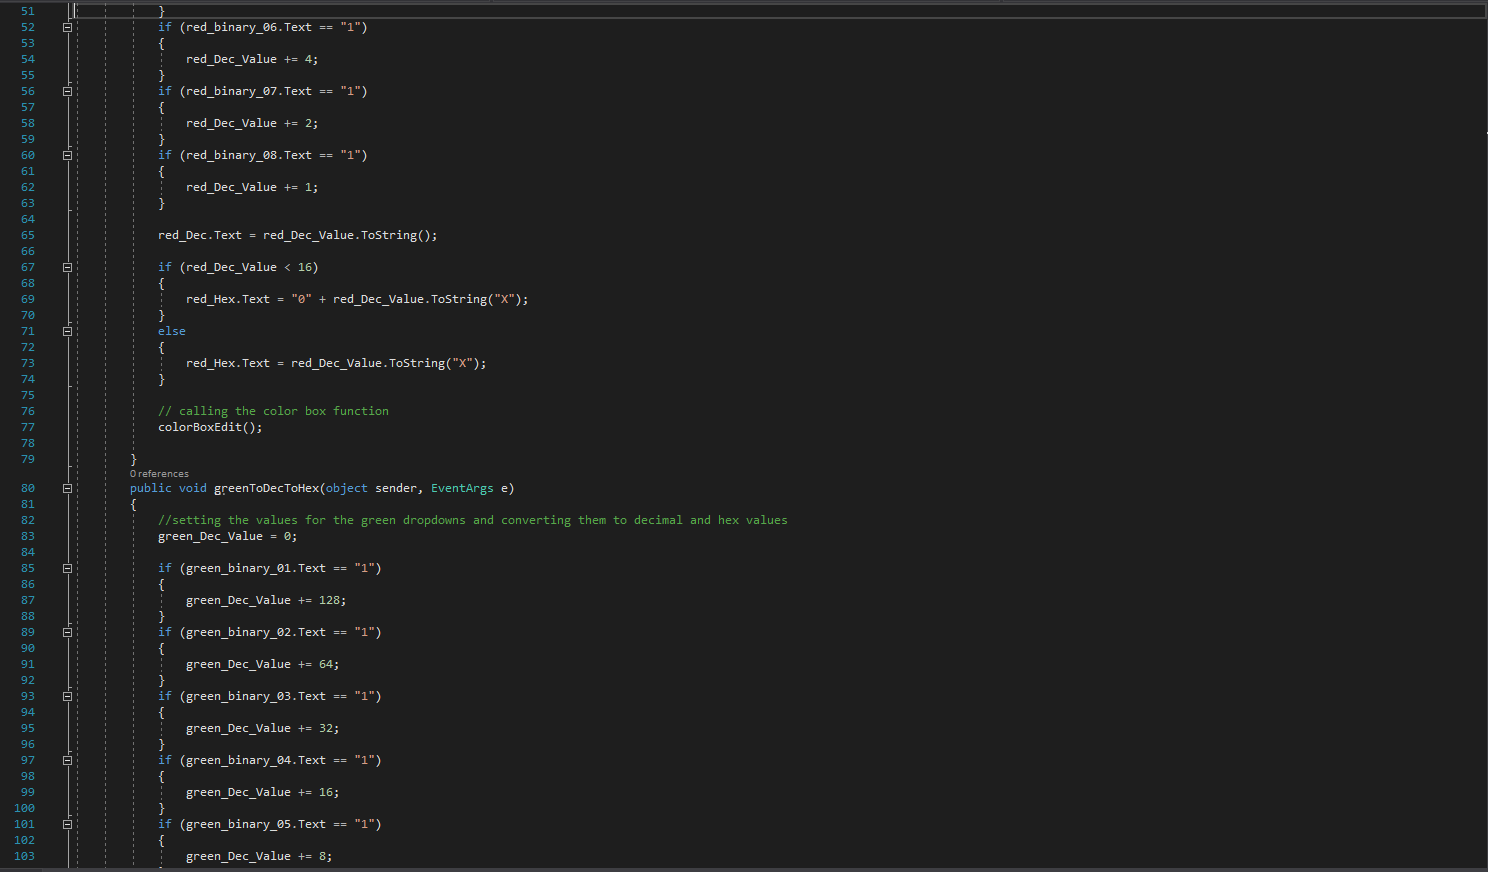 51 }
52 if (red_binary_06.Text == "1")
53 {
54 red_Dec_Value += 4;
55 }
56 if (red_binary_07.Text == "1")
57 {
58 red_Dec_Value += 2;
59 }
60 if (red_binary_08.Text == "1")
61 {
62 red_Dec_Value += 1;
63 }
64
65 red_Dec.Text = red_Dec_Value.ToString();
66
67 if (red_Dec_Value < 16)
68 {
69 red_Hex.Text = "0" + red_Dec_Value.ToString("X");
70 }
71 else
72 {
73 red_Hex.Text = red_Dec_Value.ToString("X");
74 }
75
76 // calling the color box function
77 colorBoxEdit();
78
79 }
0 references
80 public void greenToDecToHex(object sender, EventArgs e)
81 {
82 //setting the values for the green dropdowns and converting them to decimal and hex values
83 green_Dec_Value = 0;
84
85 if (green_binary_01.Text == "1")
86 {
87 green_Dec_Value += 128;
88 }
89 if (green_binary_02.Text == "1")
90 {
91 green_Dec_Value += 64;
92 }
93 if (green_binary_03.Text == "1")
94 {
95 green_Dec_Value += 32;
96 }
97 if (green_binary_04.Text == "1")
98 {
99 green_Dec_Value += 16;
100 }
101 if (green_binary_05.Text == "1")
102 {
103 green_Dec_Value += 8;